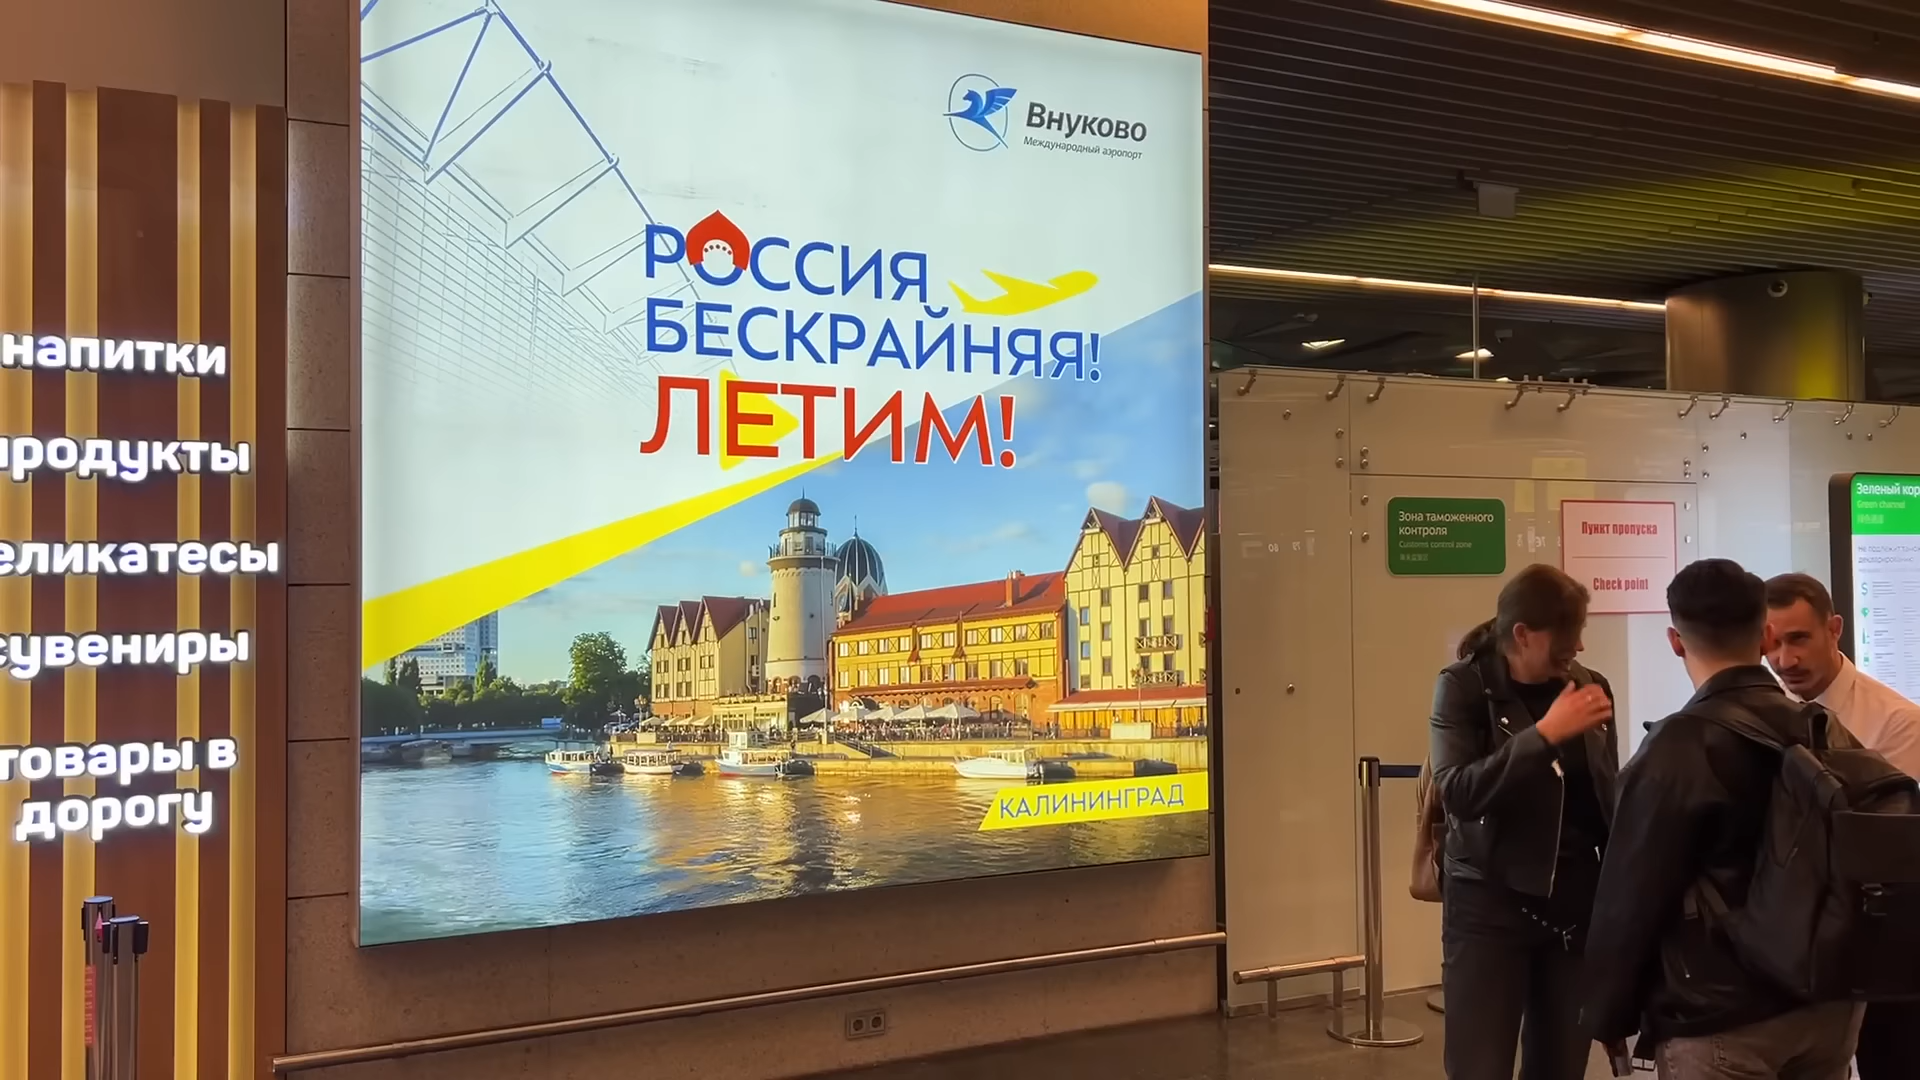 напитки
продукты
сувениры
товары в
дорогу
Внуково
Международный аэропорт
РОССИЯ
БЕСКРАЙНЯЯ!
ЛЕТИМ!
КАЛИНИНГРАД
Зона таможенного
контроля
Customs control zone
Пункт пропуска
Check point
Зеленый кор
Green channel